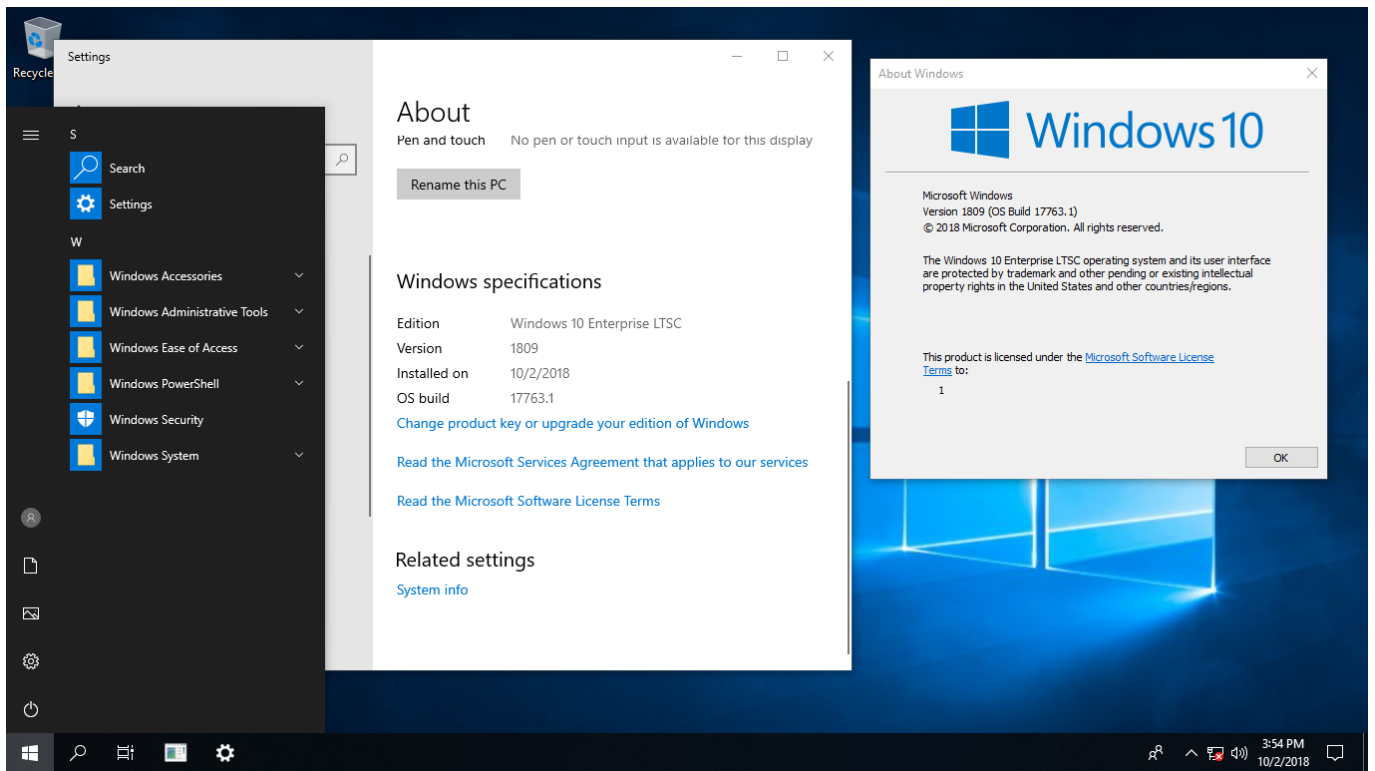 Recycle
Settings
S
Search
Settings
W
Windows Accessories
Windows Administrative Tools
Windows Ease of Access
Windows PowerShell
Windows Security
Windows System
About
Pen and touch No pen or touch input is available for this display
Rename this PC
Windows specifications
Edition Windows 10 Enterprise LTSC
Version 1809
Installed on 10/2/2018
OS build 17763.1
Change product key or upgrade your edition of Windows
Read the Microsoft Services Agreement that applies to our services
Read the Microsoft Software License Terms
Related settings
System info
About Windows
Windows 10
Microsoft Windows
Version 1809 (OS Build 17763.1)
© 2018 Microsoft Corporation. All rights reserved.
The Windows 10 Enterprise LTSC operating system and its user interface
are protected by trademark and other pending or existing intellectual
property rights in the United States and other countries/regions.
This product is licensed under the Microsoft Software License
Terms to:
1
OK
3:54 PM
10/2/2018